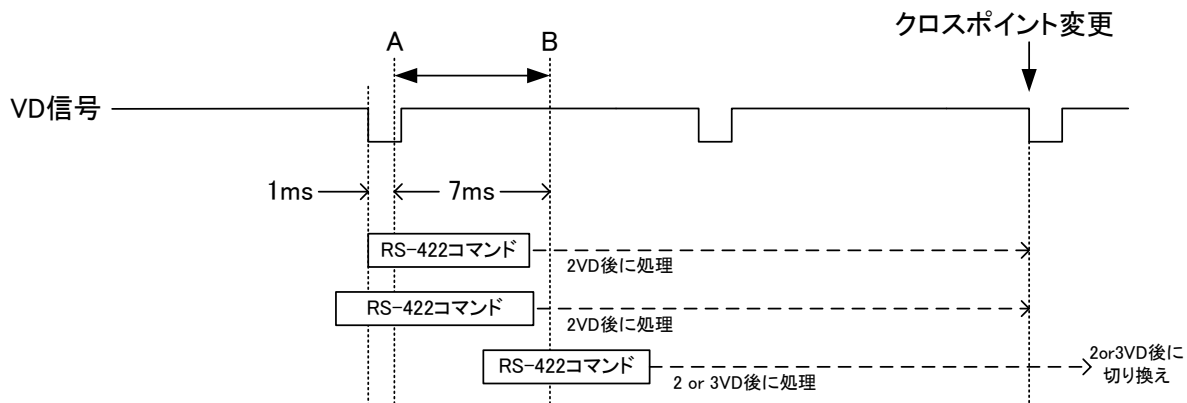 クロスポイント変更
A
B
VD信号
1ms
7ms
RS-422コマンド
2VD後に処理
RS-422コマンド
2VD後に処理
RS-422コマンド
2 or 3VD後に処理
2or3VD後に
切り換え